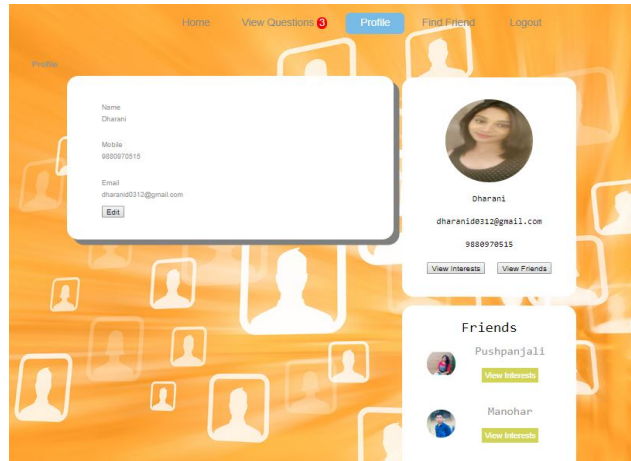 Home View Questions 3 Profile Find Friend Logout
Profile
Name
Dharani
Mobile
9880970515
Email
dharanid0312@gmail.com
Edit
Dharani
dharanid0312@gmail.com
9880970515
View Interests View Friends
Friends
Pushpanjali
View Interests
Manohar
View Interests